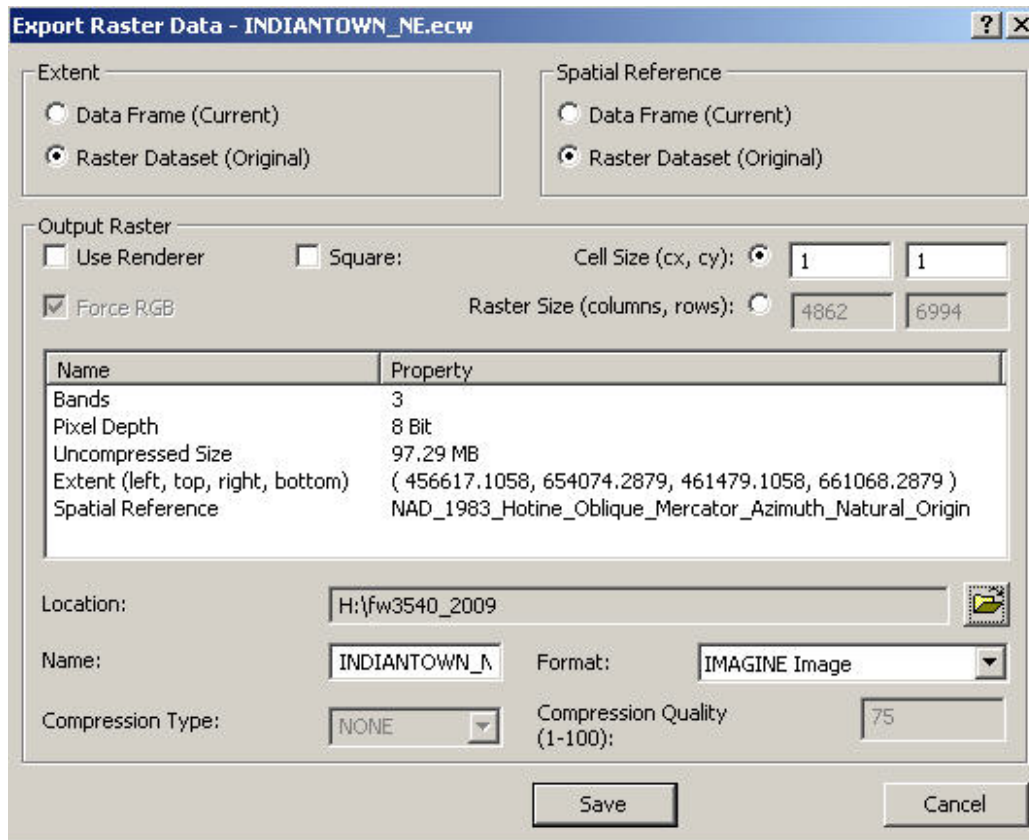 Export Raster Data - INDIANTOWN_NE.ecw
Extent
Data Frame (Current)
Raster Dataset (Original)
Spatial Reference
Data Frame (Current)
Raster Dataset (Original)
Output Raster
Use Renderer
Square:
Cell Size (cx, cy):
1
1
Force RGB
Raster Size (columns, rows):
4862
6994
Name Property
Bands 3
Pixel Depth 8 Bit
Uncompressed Size 97.29 MB
Extent (left, top, right, bottom) ( 456617.1058, 654074.2879, 461479.1058, 661068.2879 )
Spatial Reference NAD_1983_Hotine_Oblique_Mercator_Azimuth_Natural_Origin
Location: H:\fw3540_2009
Name: INDIANTOWN_N
Format: IMAGINE Image
Compression Type: NONE
Compression Quality
(1-100):
75
Save
Cancel